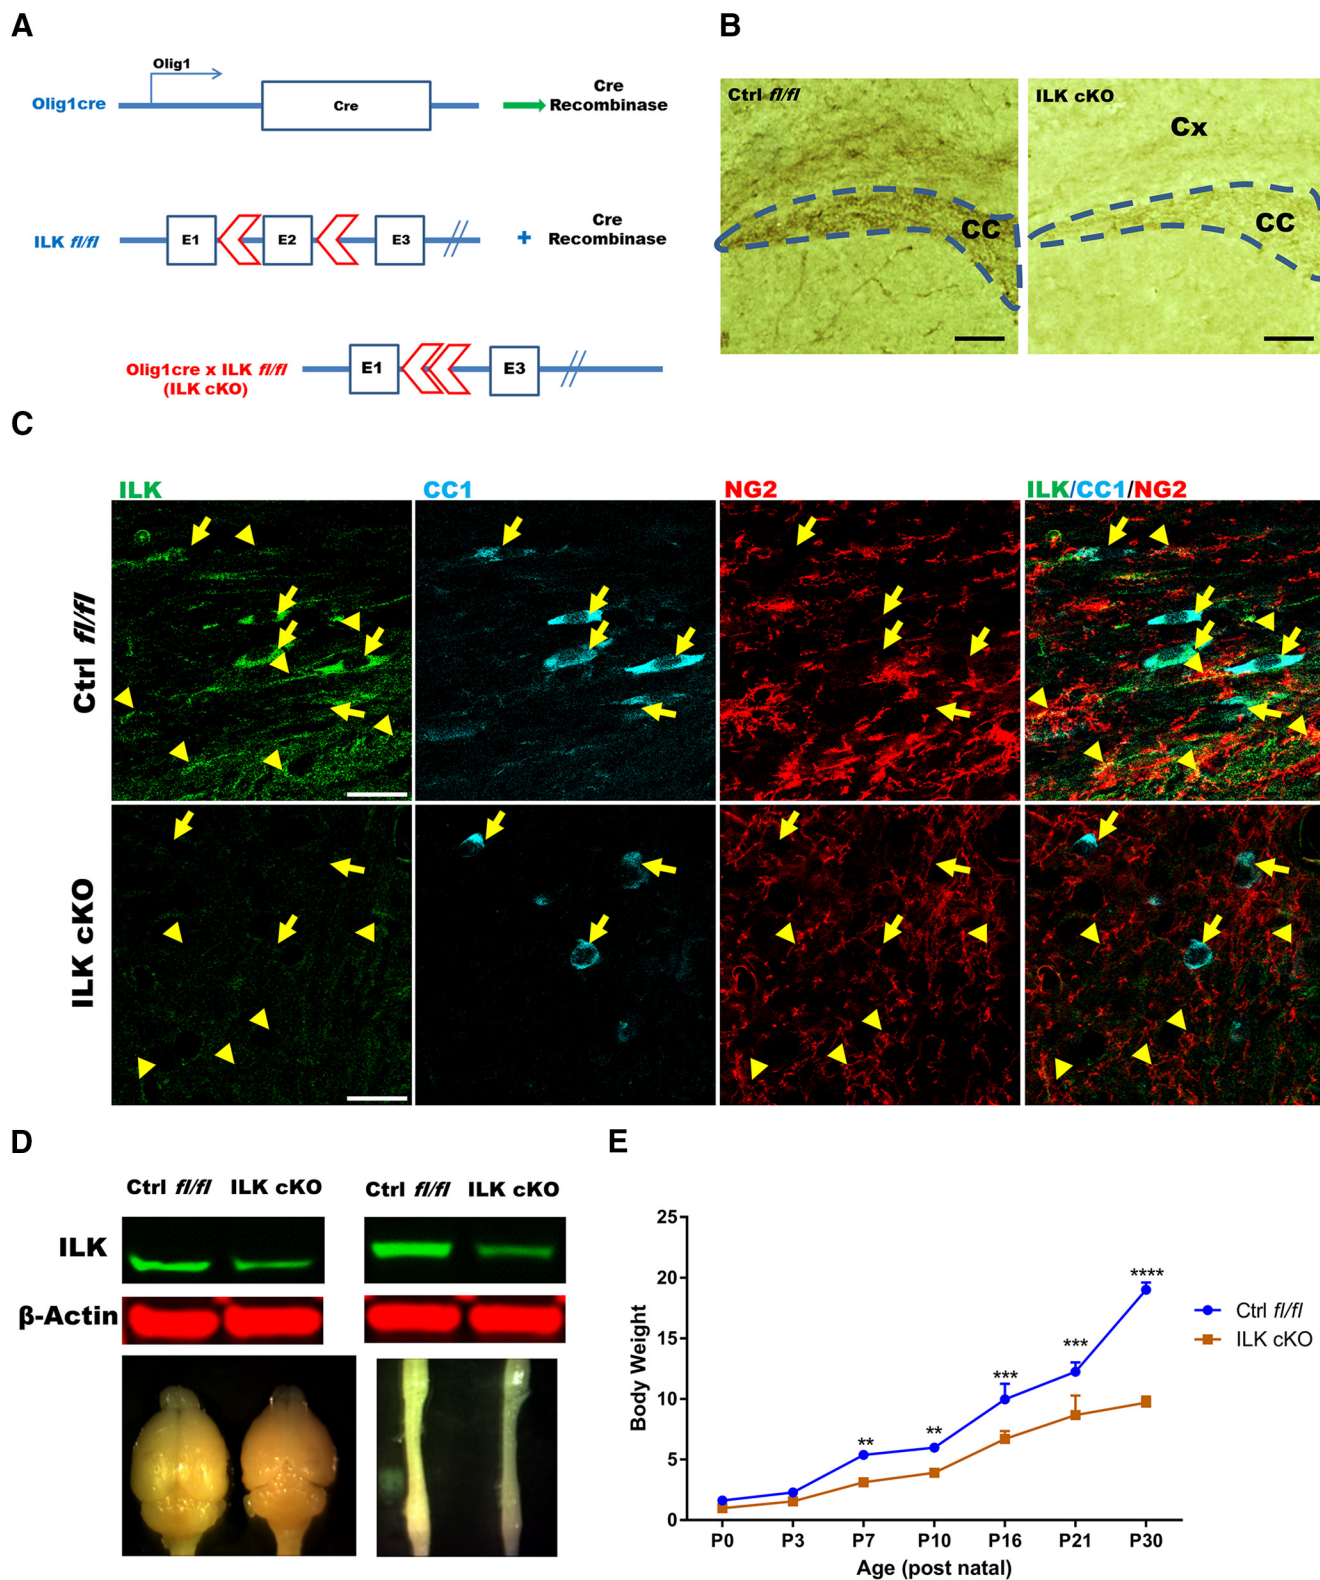 A
Olig1
Olig1cre
Cre
Cre
Recombinase
ILK fl/fl
E1
E2
E3
+
Cre
Recombinase
Olig1cre x ILK fl/fl
(ILK cKO)
E1
E3
B
Ctrl fl/fl
CC
ILK cKO
Cx
CC
C
ILK
CC1
NG2
ILK/CC1/NG2
Ctrl fl/fl
ILK cKO
D
Ctrl fl/fl
ILK cKO
Ctrl fl/fl
ILK cKO
ILK
β-Actin
E
Body Weight
25
20
15
10
5
0
**
**
***
***
****
Ctrl fl/fl
ILK cKO
P0
P3
P7
P10
P16
P21
P30
Age (post natal)